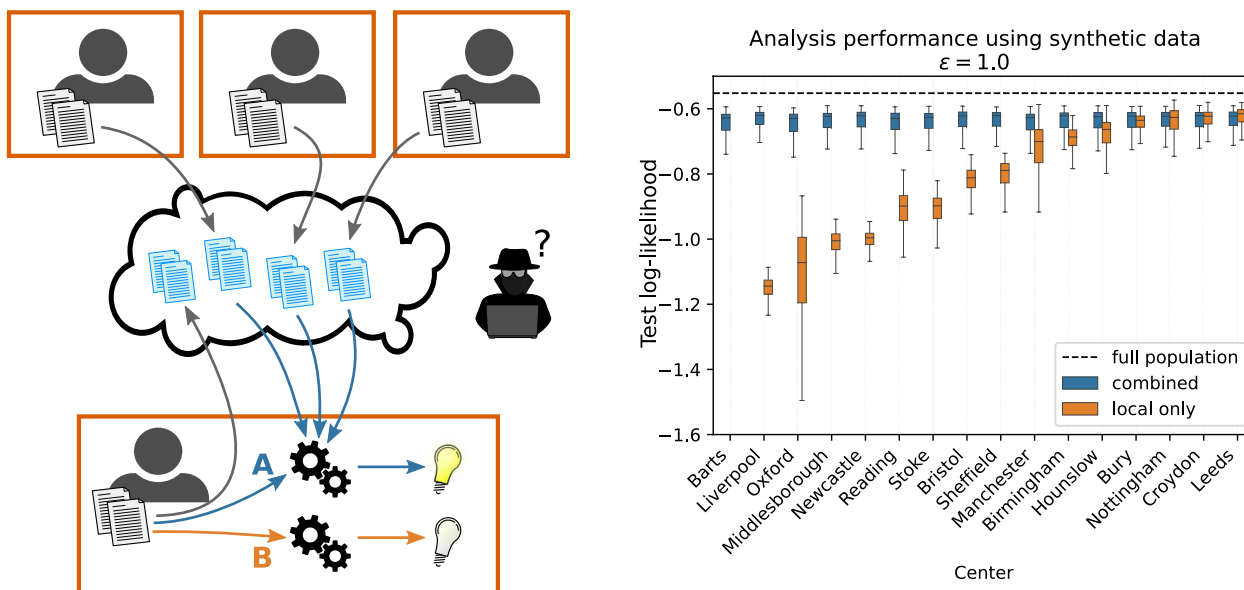 ?
A
B
Analysis performance using synthetic data
ε = 1.0
Test log-likelihood
−0.6
−0.8
−1.0
−1.2
−1.4
−1.6
full population
combined
local only
Barts
Liverpool
Oxford
Middlesborough
Newcastle
Reading
Stoke
Bristol
Sheffield
Manchester
Birmingham
Hounslow
Bury
Nottingham
Croydon
Leeds
Center